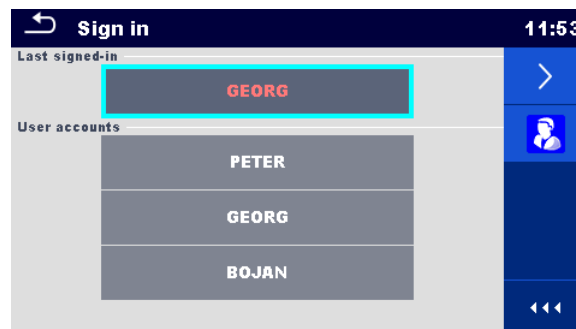 Sign in 11:53
Last signed-in
GEORG
User accounts
PETER
GEORG
BOJAN